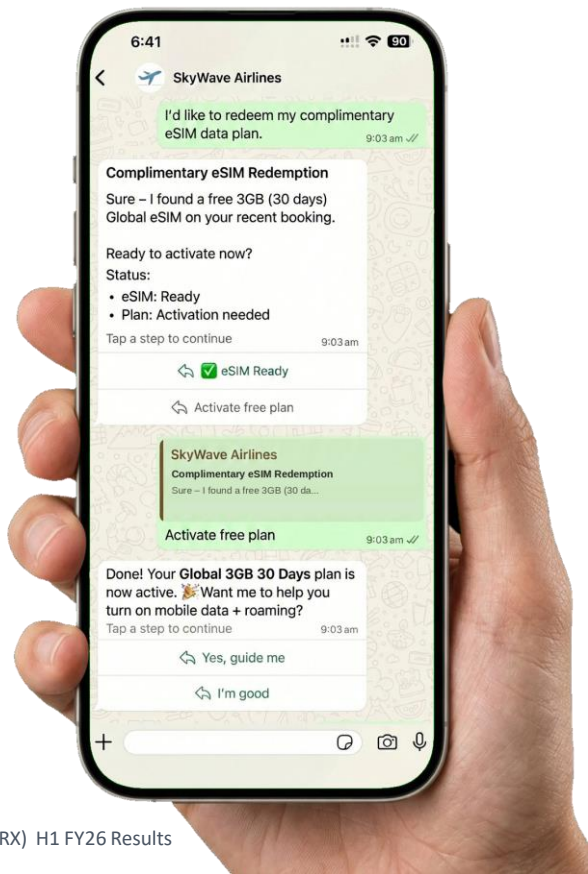 6:41
90
SkyWave Airlines
I'd like to redeem my complimentary
eSIM data plan.
9:03 am
Complimentary eSIM Redemption
Sure – I found a free 3GB (30 days)
Global eSIM on your recent booking.
Ready to activate now?
Status:
• eSIM: Ready
• Plan: Activation needed
Tap a step to continue
9:03 am
✅ eSIM Ready
Activate free plan
SkyWave Airlines
Complimentary eSIM Redemption
Sure – I found a free 3GB (30 da...
Activate free plan
9:03 am
Done! Your Global 3GB 30 Days plan is
now active. 🎉Want me to help you
turn on mobile data + roaming?
Tap a step to continue
9:03 am
Yes, guide me
I'm good
RX) H1 FY26 Results